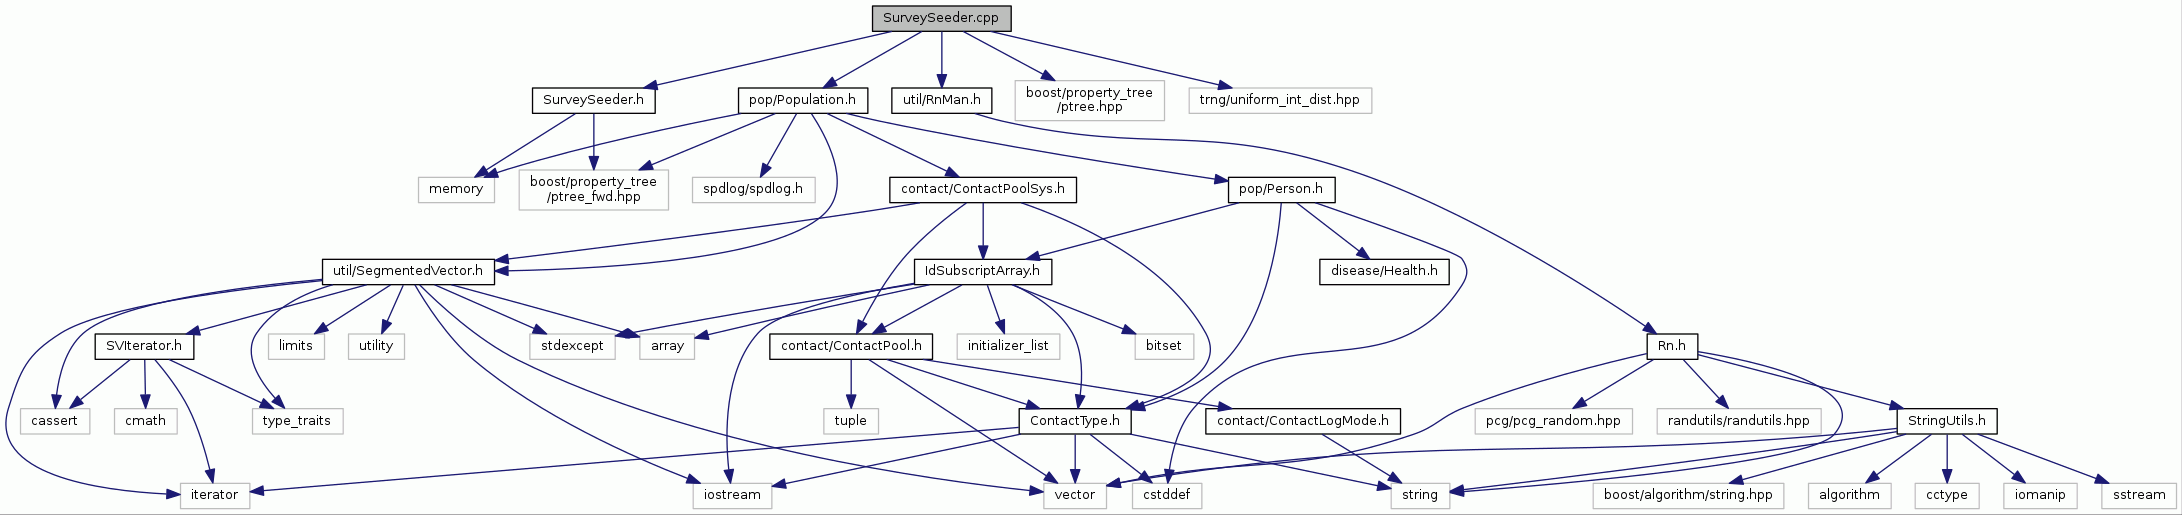 SurveySeeder.cpp
SurveySeeder.h
pop/Population.h
util/RnMan.h
boost/property_tree
/ptree.hpp
trng/uniform_int_dist.hpp
memory
boost/property_tree
/ptree_fwd.hpp
spdlog/spdlog.h
contact/ContactPoolSys.h
pop/Person.h
util/SegmentedVector.h
IdSubscriptArray.h
disease/Health.h
SVIterator.h
limits
utility
stdexcept
array
contact/ContactPool.h
initializer_list
bitset
Rn.h
cassert
cmath
type_traits
tuple
ContactType.h
contact/ContactLogMode.h
pcg/pcg_random.hpp
randutils/randutils.hpp
StringUtils.h
iterator
iostream
vector
cstddef
string
boost/algorithm/string.hpp
algorithm
cctype
iomanip
sstream